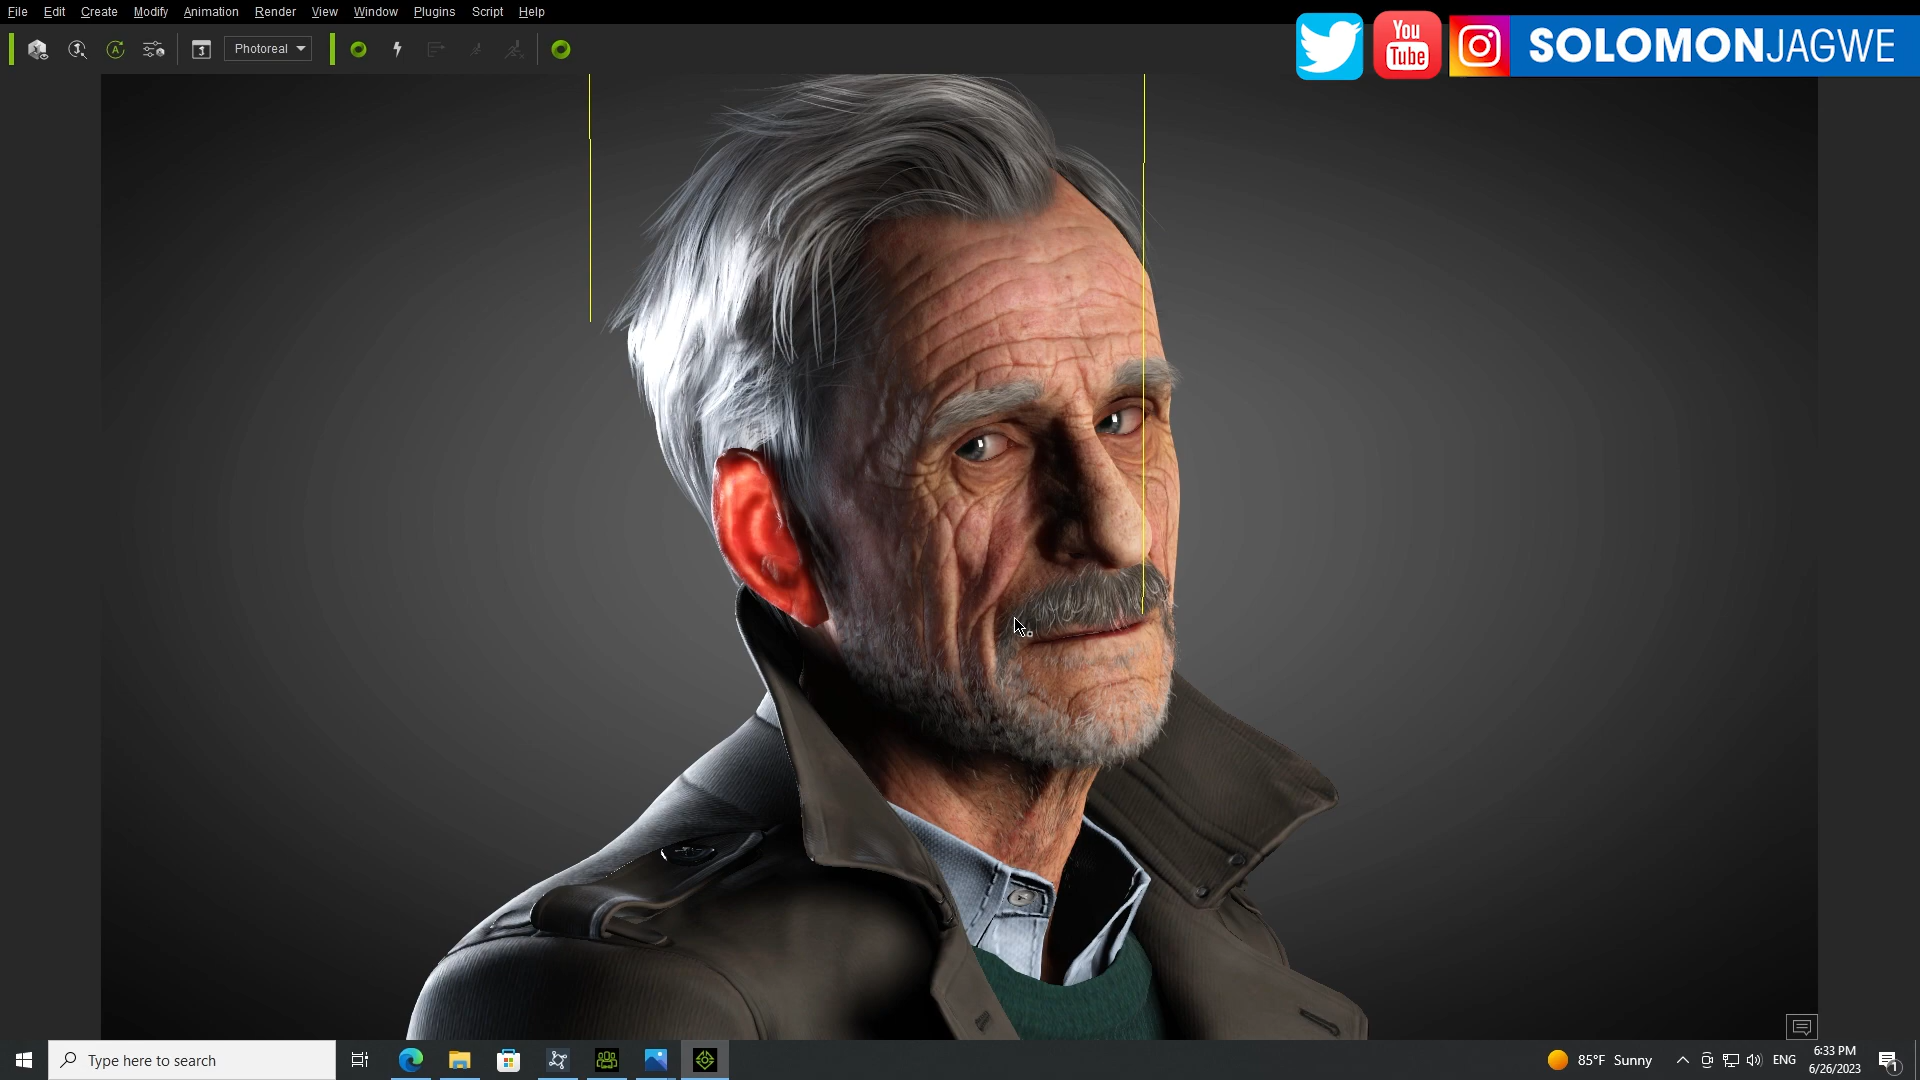 File Edit Create Modify Animation Render View Window Plugins Script Help
Photoreal
You
Tube
SOLOMONJAGWE
Type here to search
85°F Sunny
ENG
6:33 PM
6/26/2023
1